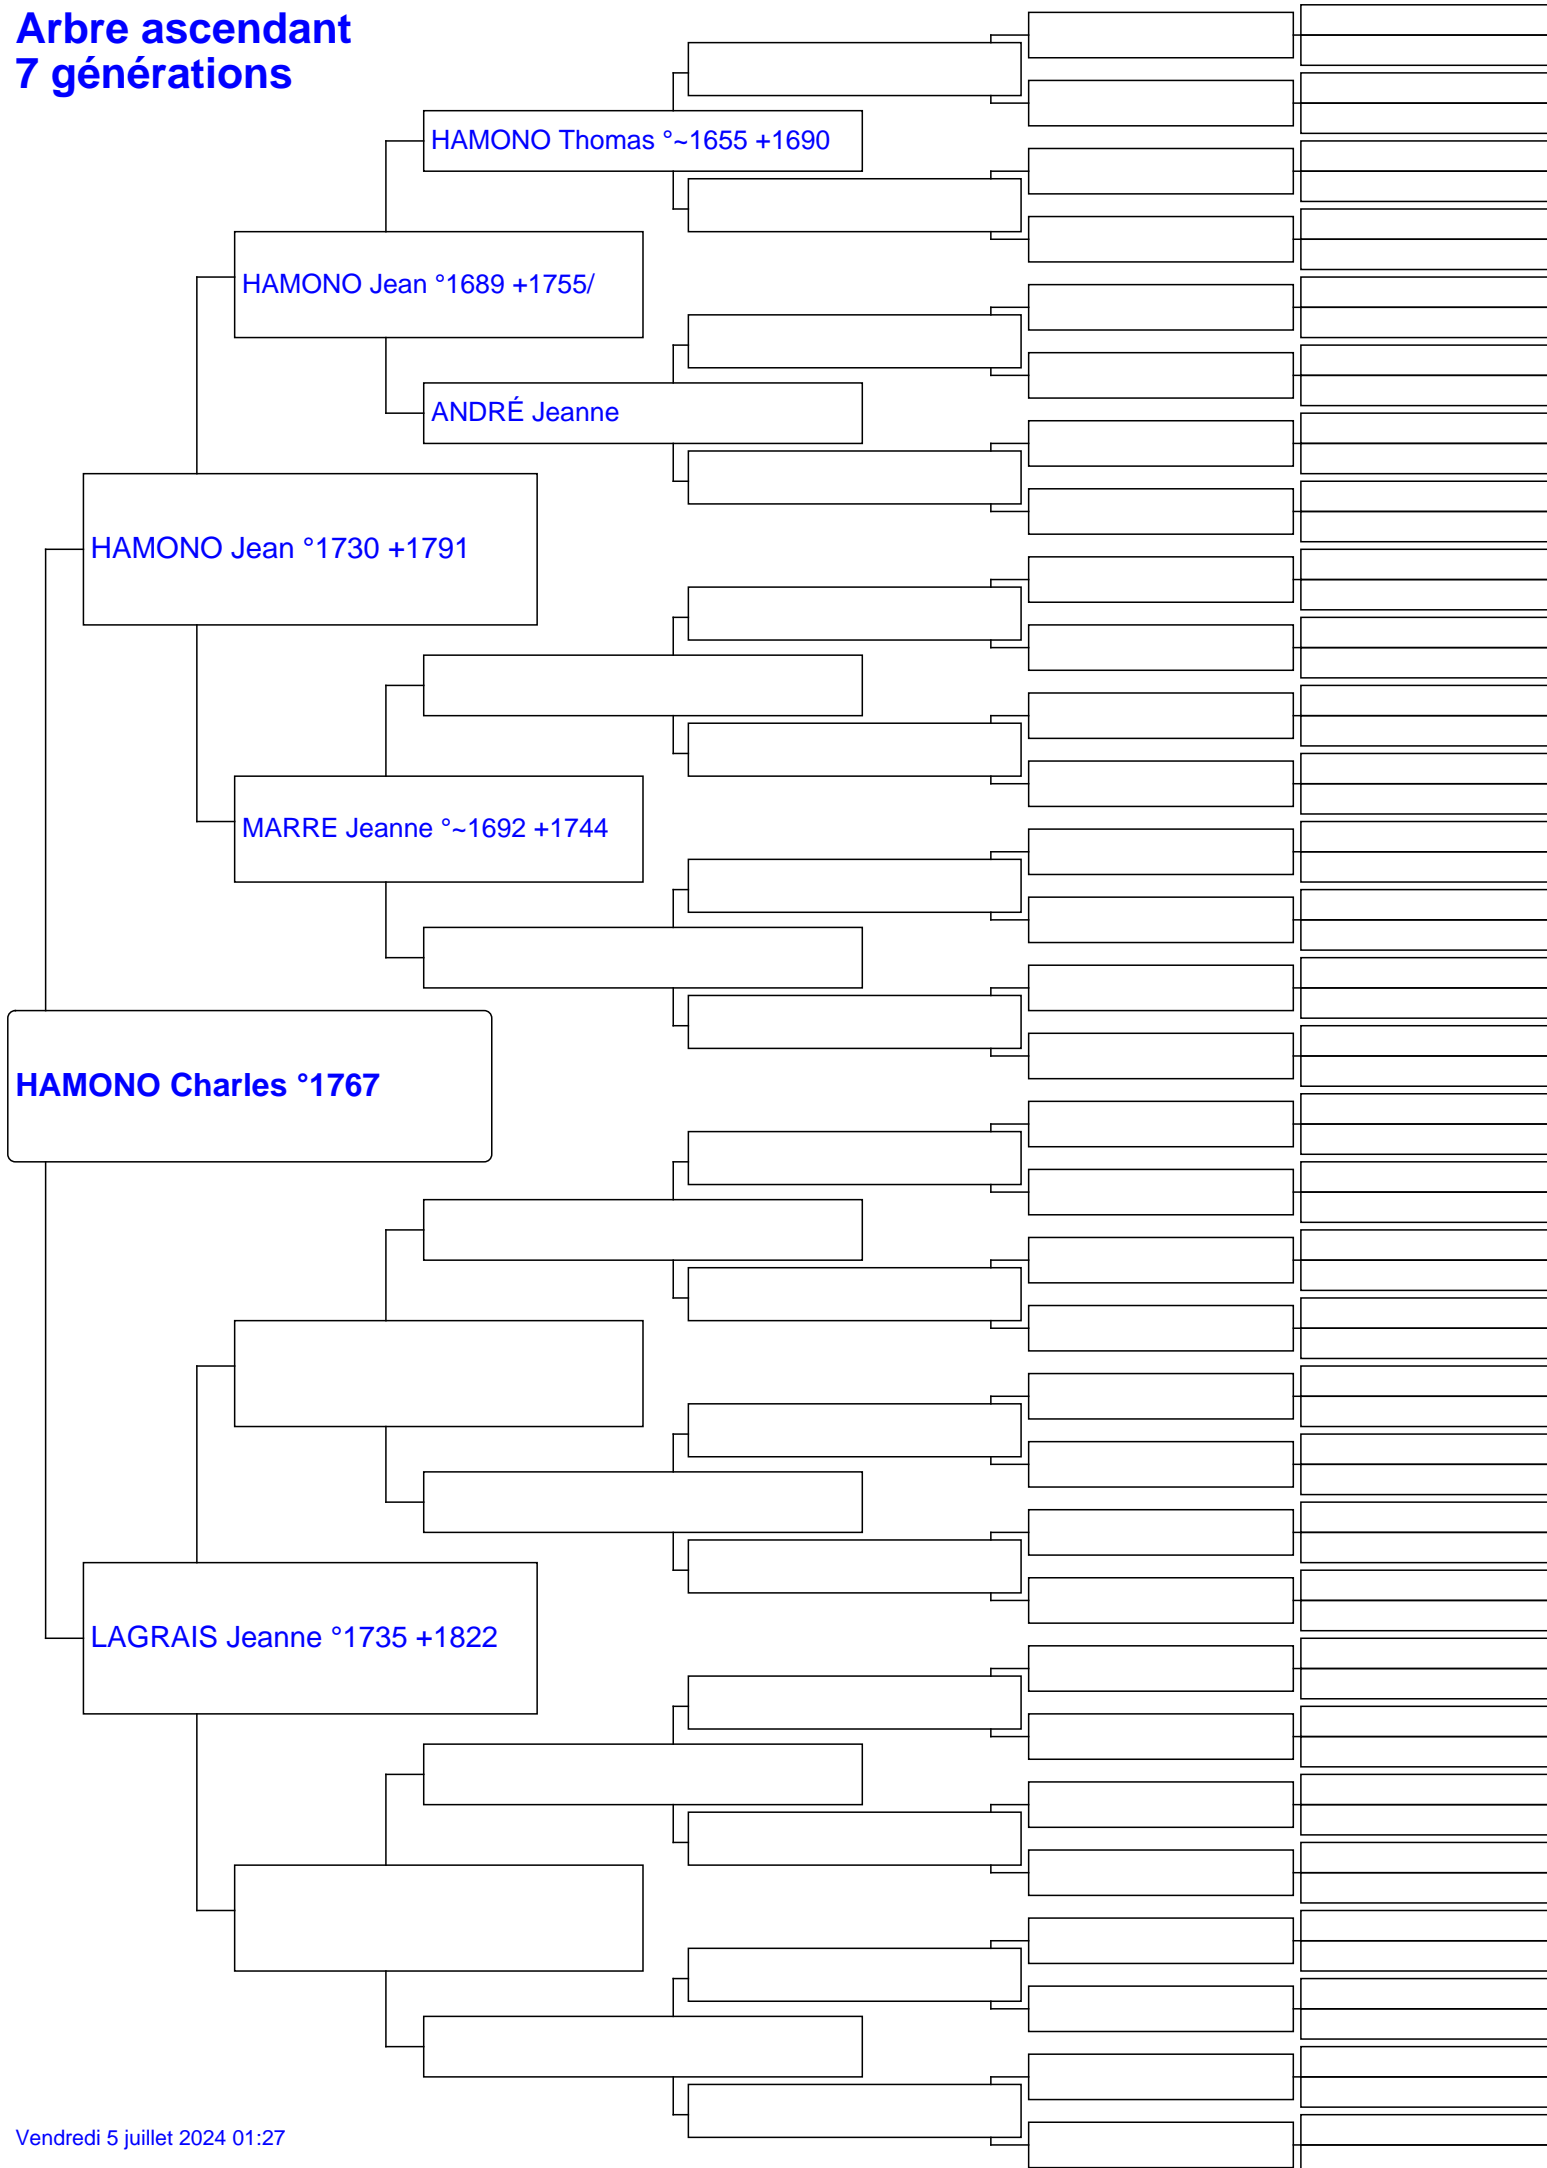 Arbre ascendant
7 générations
HAMONO Thomas °~1655 +1690
HAMONO Jean °1689 +1755/
ANDRÉ Jeanne
HAMONO Jean °1730 +1791
MARRE Jeanne °~1692 +1744
HAMONO Charles °1767
LAGRAIS Jeanne °1735 +1822
Vendredi 5 juillet 2024 01:27